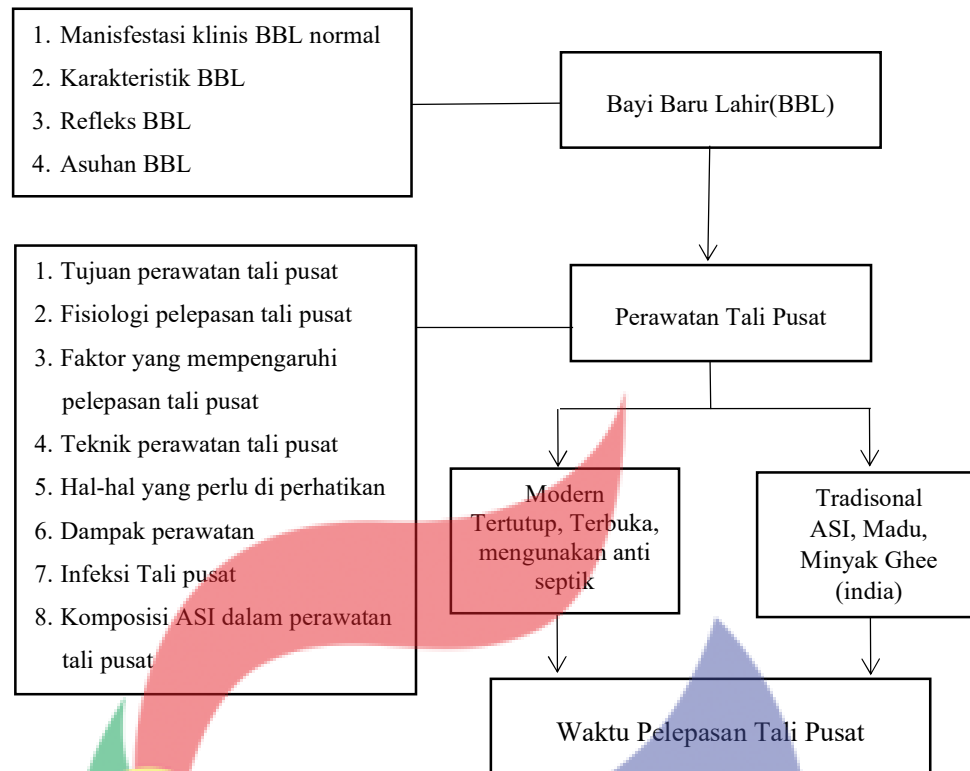 1. Manisfestasi klinis BBL normal
2. Karakteristik BBL
3. Refleks BBL
4. Asuhan BBL
Bayi Baru Lahir(BBL)
1. Tujuan perawatan tali pusat
2. Fisiologi pelepasan tali pusat
3. Faktor yang mempengaruhi
pelepasan tali pusat
4. Teknik perawatan tali pusat
5. Hal-hal yang perlu di perhatikan
6. Dampak perawatan
7. Infeksi Tali pusat
8. Komposisi ASI dalam perawatan
tali pusat
Perawatan Tali Pusat
Modern
Tertutup, Terbuka,
mengunakan anti
septik
Tradisonal
ASI, Madu,
Minyak Ghee
(india)
Waktu Pelepasan Tali Pusat